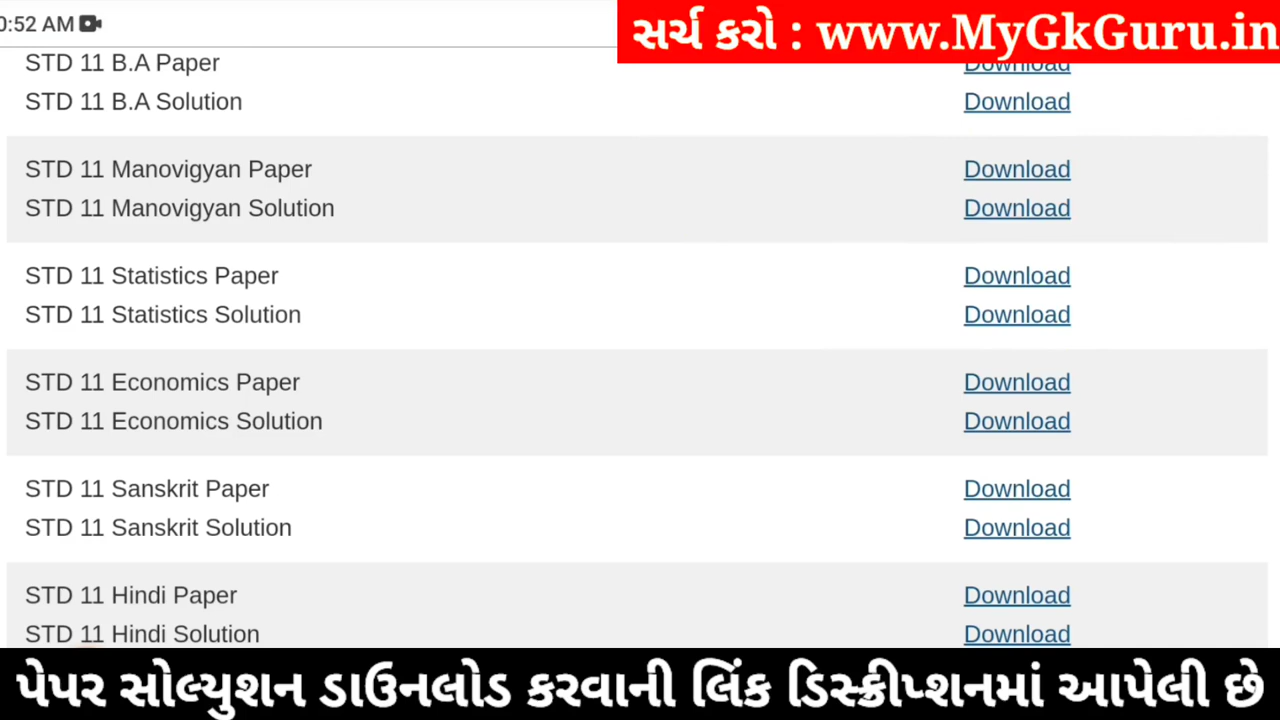 0:52 AM
સર્ચ કરો : www.MyGkGuru.in
STD 11 B.A Paper Download
STD 11 B.A Solution Download
STD 11 Manovigyan Paper Download
STD 11 Manovigyan Solution Download
STD 11 Statistics Paper Download
STD 11 Statistics Solution Download
STD 11 Economics Paper Download
STD 11 Economics Solution Download
STD 11 Sanskrit Paper Download
STD 11 Sanskrit Solution Download
STD 11 Hindi Paper Download
STD 11 Hindi Solution Download
પેપર સોલ્યુશન ડાઉનલોડ કરવાની લિંક ડિસ્ક્રીપ્શનમાં આપેલી છે